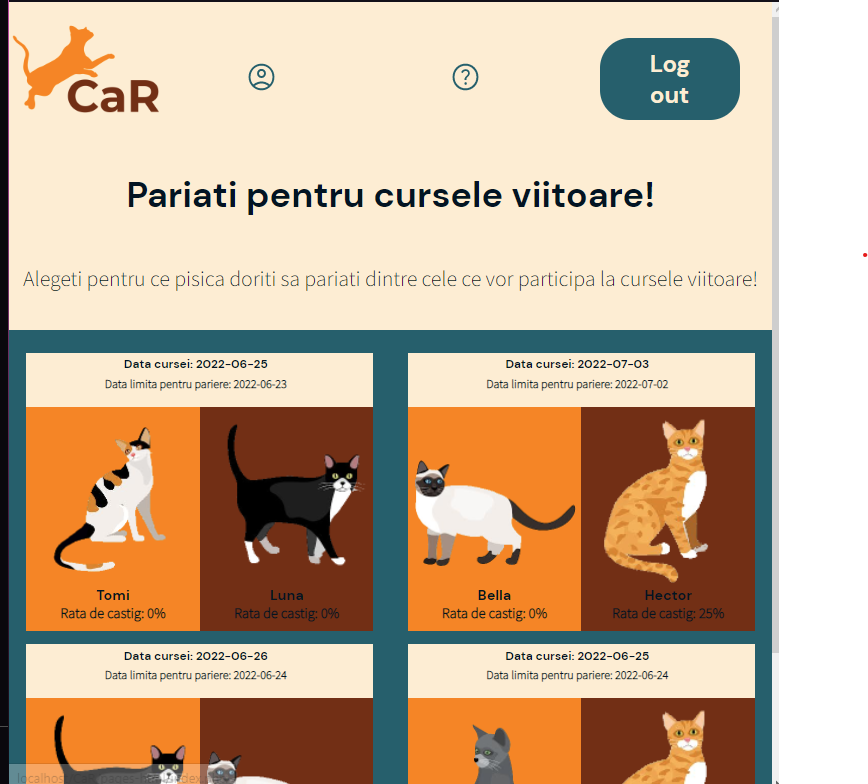 CaR
Log
out
Pariati pentru cursele viitoare!
Alegeti pentru ce pisica doriti sa pariati dintre cele ce vor participa la cursele viitoare!
Data cursei: 2022-06-25
Data limita pentru pariere: 2022-06-23
Tomi
Rata de castig: 0%
Luna
Rata de castig: 0%
Data cursei: 2022-07-03
Data limita pentru pariere: 2022-07-02
Bella
Rata de castig: 0%
Hector
Rata de castig: 25%
Data cursei: 2022-06-26
Data limita pentru pariere: 2022-06-24
Data cursei: 2022-06-25
Data limita pentru pariere: 2022-06-24